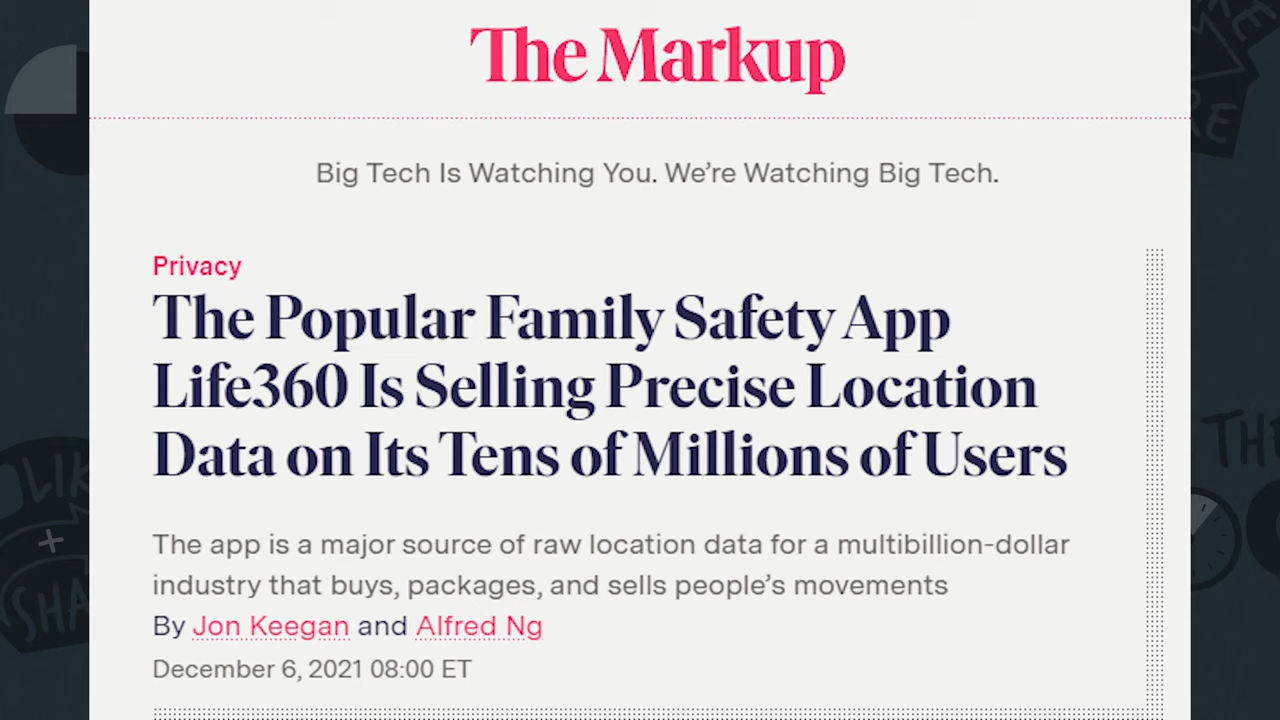 The Markup
Big Tech Is Watching You. We’re Watching Big Tech.
Privacy
The Popular Family Safety App
Life360 Is Selling Precise Location
Data on Its Tens of Millions of Users
The app is a major source of raw location data for a multibillion-dollar
industry that buys, packages, and sells people’s movements
By Jon Keegan and Alfred Ng
December 6, 2021 08:00 ET